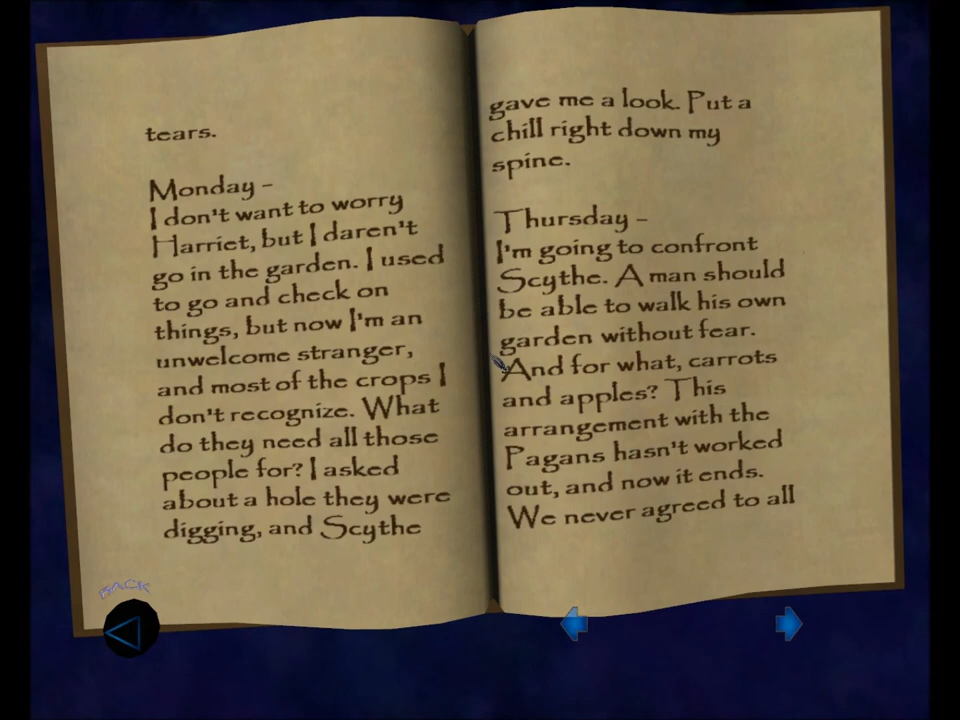 tears.
Monday -
I don't want to worry
Harriet, but I daren't
go in the garden. I used
to go and check on
things, but now I'm an
unwelcome stranger,
and most of the crops I
don't recognize. What
do they need all those
people for? I asked
about a hole they were
digging, and Scythe
gave me a look. Put a
chill right down my
spine.
Thursday -
I'm going to confront
Scythe. A man should
be able to walk his own
garden without fear.
And for what, carrots
and apples? This
arrangement with the
Pagans hasn't worked
out, and now it ends.
We never agreed to all
BACK